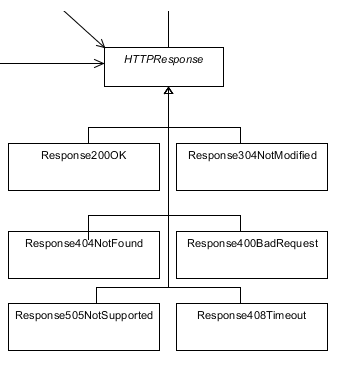 HTTPResponse
Response200OK
Response304NotModified
Response404NotFound
Response400BadRequest
Response505NotSupported
Response408Timeout